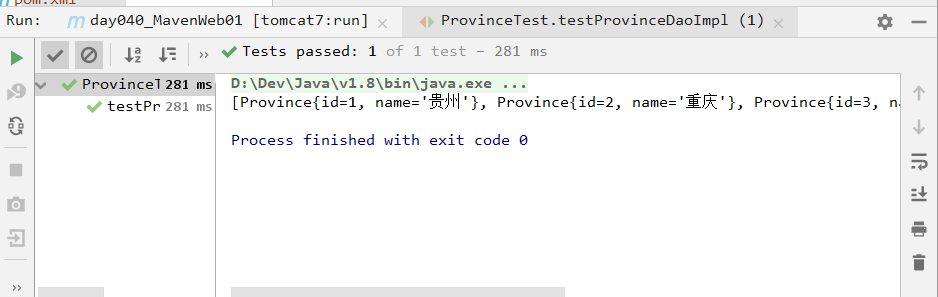 pom.xml
Run: m day040_MavenWeb01 [tomcat7:run] × ProvinceTest.testProvinceDaoImpl (1) ×
» Tests passed: 1 of 1 test – 281 ms
ProvinceT 281 ms
testPr 281 ms
D:\Dev\Java\v1.8\bin\java.exe ...
[Province{id=1, name='贵州'}, Province{id=2, name='重庆'}, Province{id=3, na
Process finished with exit code 0
»